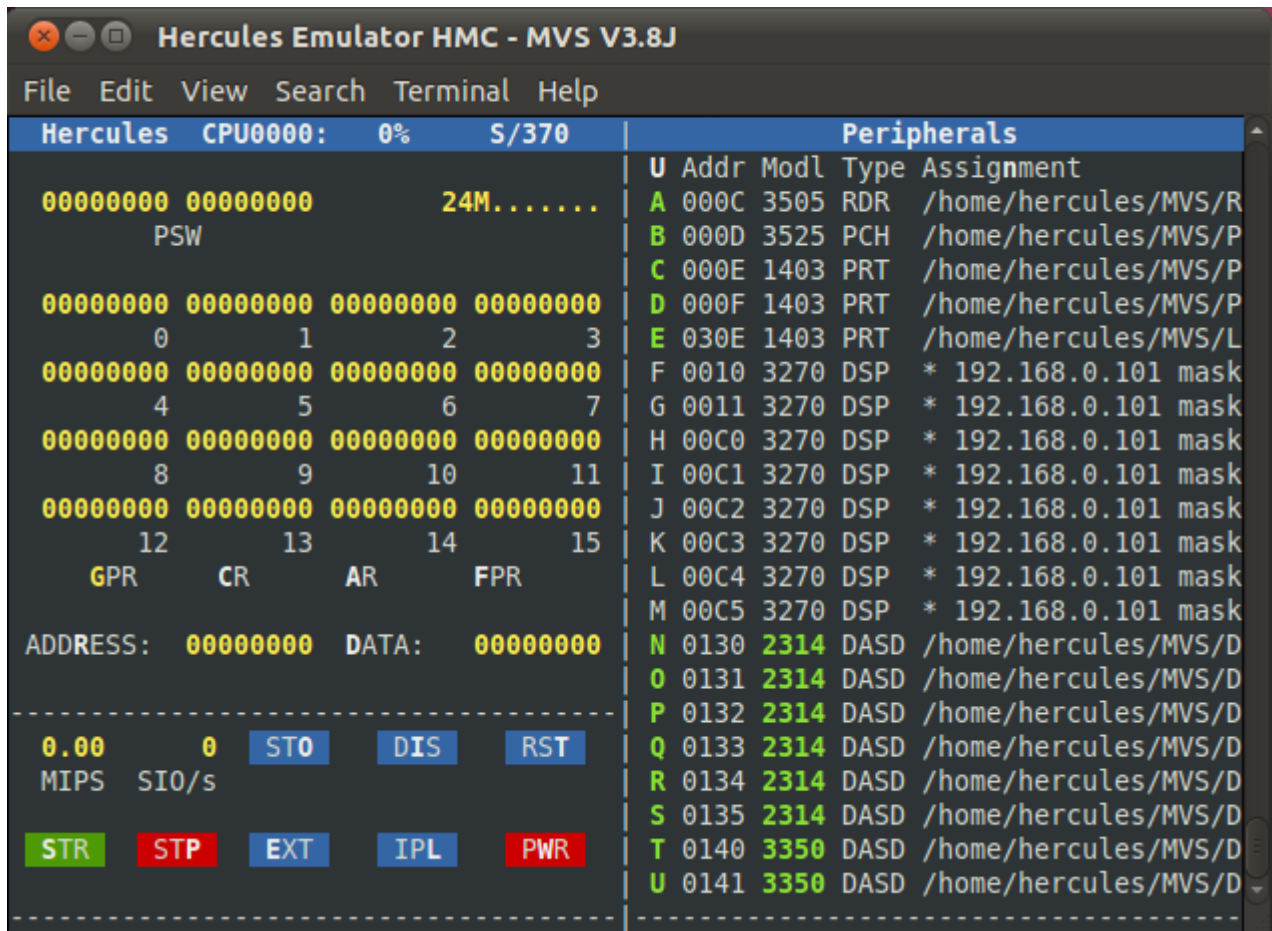 Hercules Emulator HMC - MVS V3.8J
File Edit View Search Terminal Help
Hercules CPU0000: 0% S/370 | Peripherals
| U Addr Modl Type Assignment
00000000 00000000 24M....... | A 000C 3505 RDR /home/hercules/MVS/R
PSW | B 000D 3525 PCH /home/hercules/MVS/P
| C 000E 1403 PRT /home/hercules/MVS/P
00000000 00000000 00000000 00000000 | D 000F 1403 PRT /home/hercules/MVS/P
0 1 2 3 | E 030E 1403 PRT /home/hercules/MVS/L
00000000 00000000 00000000 00000000 | F 0010 3270 DSP * 192.168.0.101 mask
4 5 6 7 | G 0011 3270 DSP * 192.168.0.101 mask
00000000 00000000 00000000 00000000 | H 00C0 3270 DSP * 192.168.0.101 mask
8 9 10 11 | I 00C1 3270 DSP * 192.168.0.101 mask
00000000 00000000 00000000 00000000 | J 00C2 3270 DSP * 192.168.0.101 mask
12 13 14 15 | K 00C3 3270 DSP * 192.168.0.101 mask
GPR CR AR FPR | L 00C4 3270 DSP * 192.168.0.101 mask
| M 00C5 3270 DSP * 192.168.0.101 mask
ADDRESS: 00000000 DATA: 00000000 | N 0130 2314 DASD /home/hercules/MVS/D
| O 0131 2314 DASD /home/hercules/MVS/D
--------------------------------------| P 0132 2314 DASD /home/hercules/MVS/D
0.00 0 STO DIS RST | Q 0133 2314 DASD /home/hercules/MVS/D
MIPS SIO/s | R 0134 2314 DASD /home/hercules/MVS/D
| S 0135 2314 DASD /home/hercules/MVS/D
STR STP EXT IPL PWR | T 0140 3350 DASD /home/hercules/MVS/D
| U 0141 3350 DASD /home/hercules/MVS/D
--------------------------------------|--------------------------------------